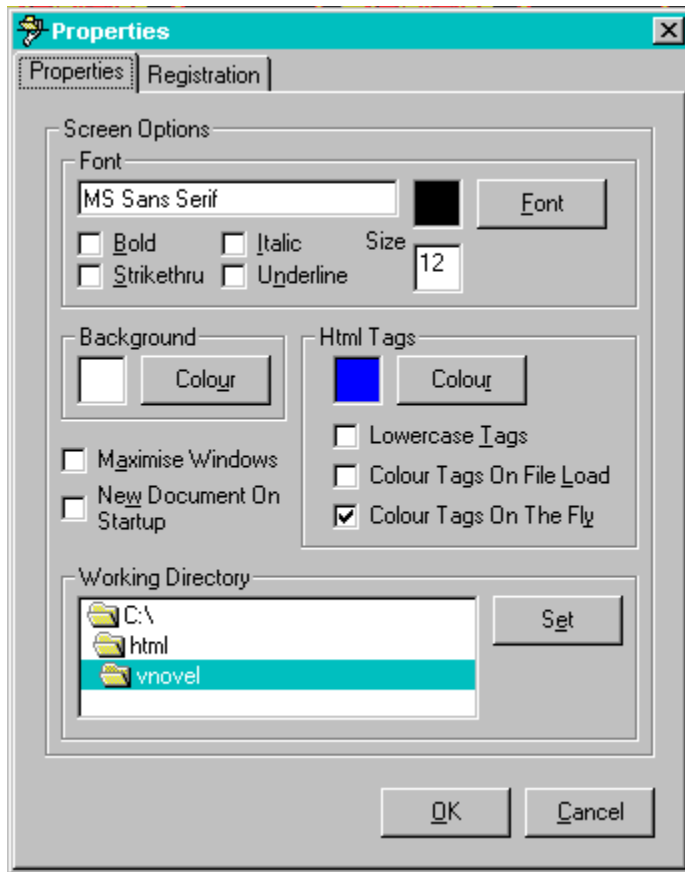 Properties
Properties Registration
Screen Options
Font
MS Sans Serif
Font
Bold Italic Size
12
Strikethru Underline
Background
Colour
Html Tags
Colour
Lowercase Tags
Colour Tags On File Load
Colour Tags On The Fly
Maximise Windows
New Document On
Startup
Working Directory
C:\
html
vnovel
Set
OK Cancel